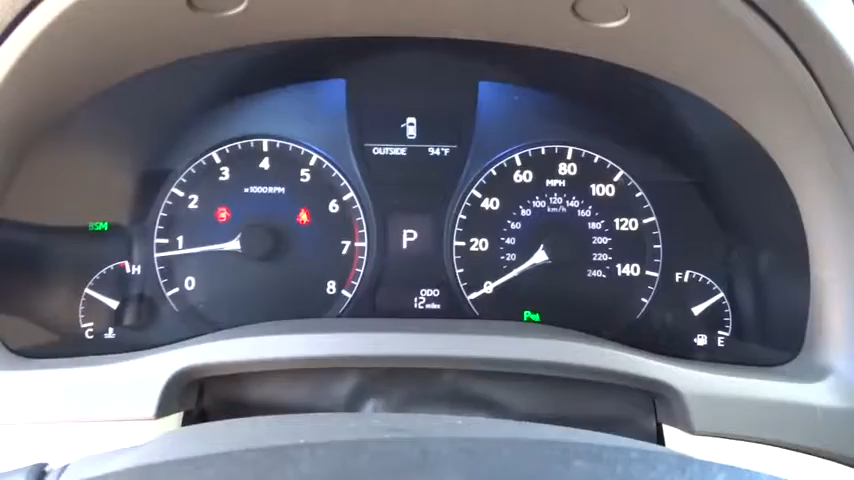 OUTSIDE 94°F
x1000RPM
0 1 2 3 4 5 6 7 8
BSM
H
C
P
ODO
12 miles
MPH
0 20 40 60 80 100 120 140
km/h
20 40 60 80 100 120 140 160 180 200 220 240
F
E